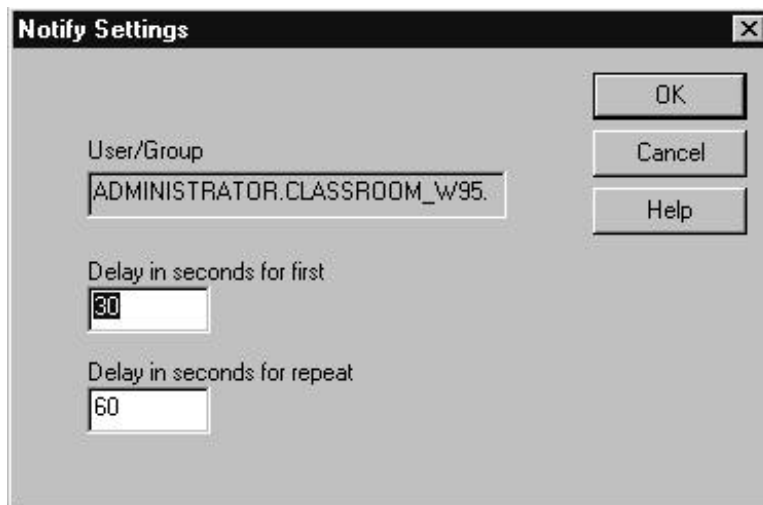 Notify Settings
OK
User/Group
Cancel
ADMINISTRATOR.CLASSROOM_W95.
Help
Delay in seconds for first
30
Delay in seconds for repeat
60